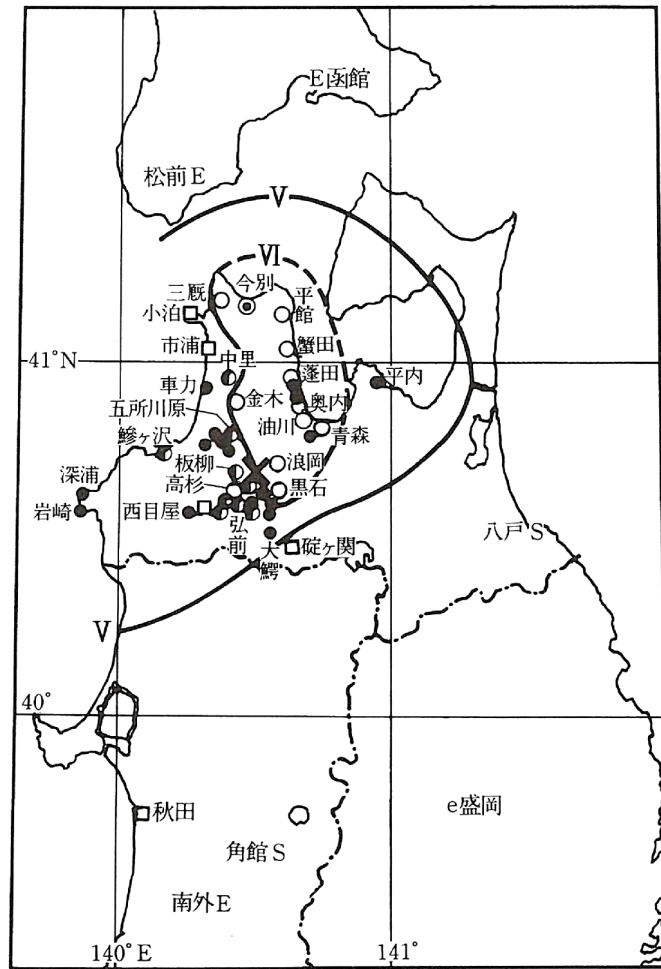 E函館
松前E
V
VI
三厩
今別
平館
小泊
41°N
市浦
蟹田
中里
蓬田
平内
車力
金木
奥内
五所川原
油川
青森
鰺ヶ沢
板柳
浪岡
深浦
高杉
黒石
岩崎
西目屋
弘前
大鰐
碇ヶ関
八戸S
V
40°
秋田
e盛岡
角館S
南外E
140°E
141°